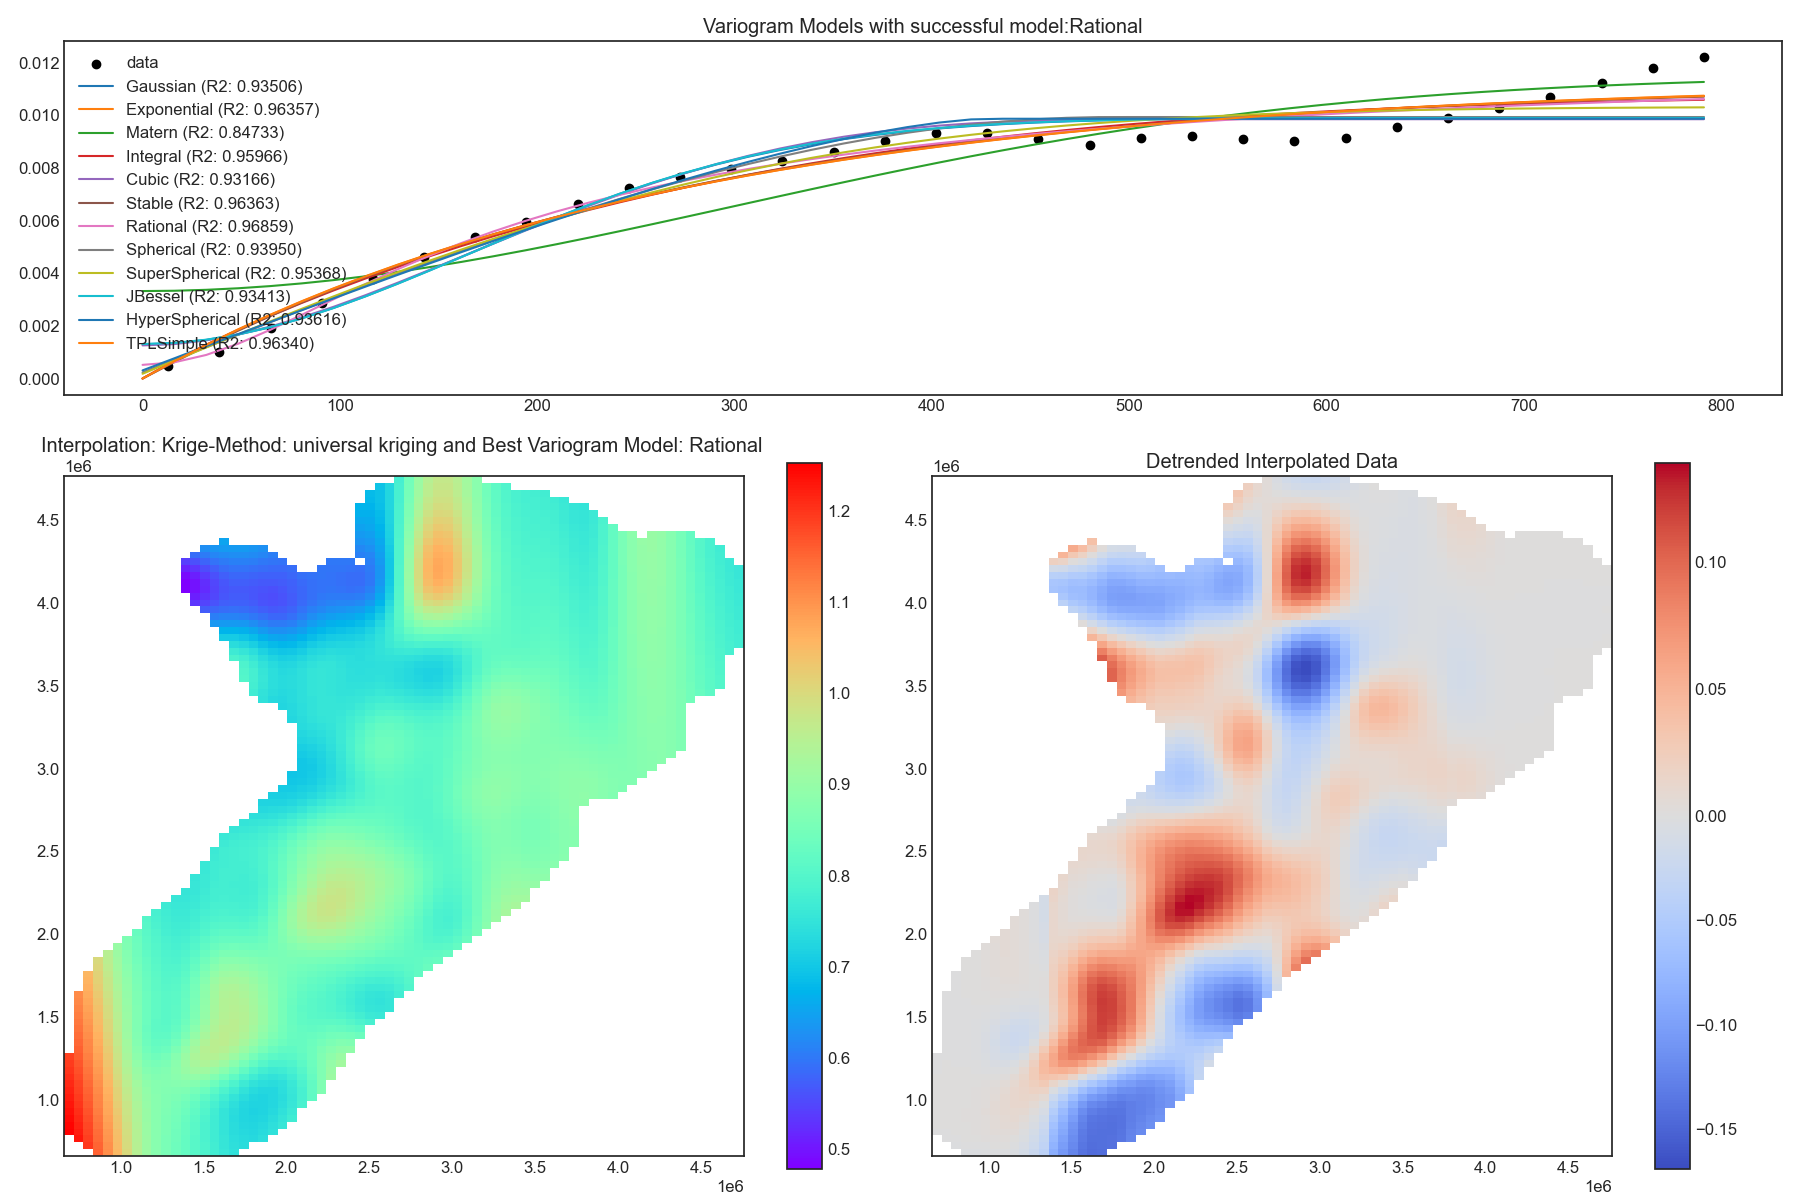 Variogram Models with successful model:Rational
0.012
0.010
0.008
0.006
0.004
0.002
0.000
data
Gaussian (R2: 0.93506)
Exponential (R2: 0.96357)
Matern (R2: 0.84733)
Integral (R2: 0.95966)
Cubic (R2: 0.93166)
Stable (R2: 0.96363)
Rational (R2: 0.96859)
Spherical (R2: 0.93950)
SuperSpherical (R2: 0.95368)
JBessel (R2: 0.93413)
HyperSpherical (R2: 0.93616)
TPLSimple (R2: 0.96340)
0 100 200 300 400 500 600 700 800
Interpolation: Krige-Method: universal kriging and Best Variogram Model: Rational
1e6
4.5
4.0
3.5
3.0
2.5
2.0
1.5
1.0
1.0 1.5 2.0 2.5 3.0 3.5 4.0 4.5
1e6
1.2
1.1
1.0
0.9
0.8
0.7
0.6
0.5
Detrended Interpolated Data
1e6
4.5
4.0
3.5
3.0
2.5
2.0
1.5
1.0
1.0 1.5 2.0 2.5 3.0 3.5 4.0 4.5
1e6
0.10
0.05
0.00
−0.05
−0.10
−0.15